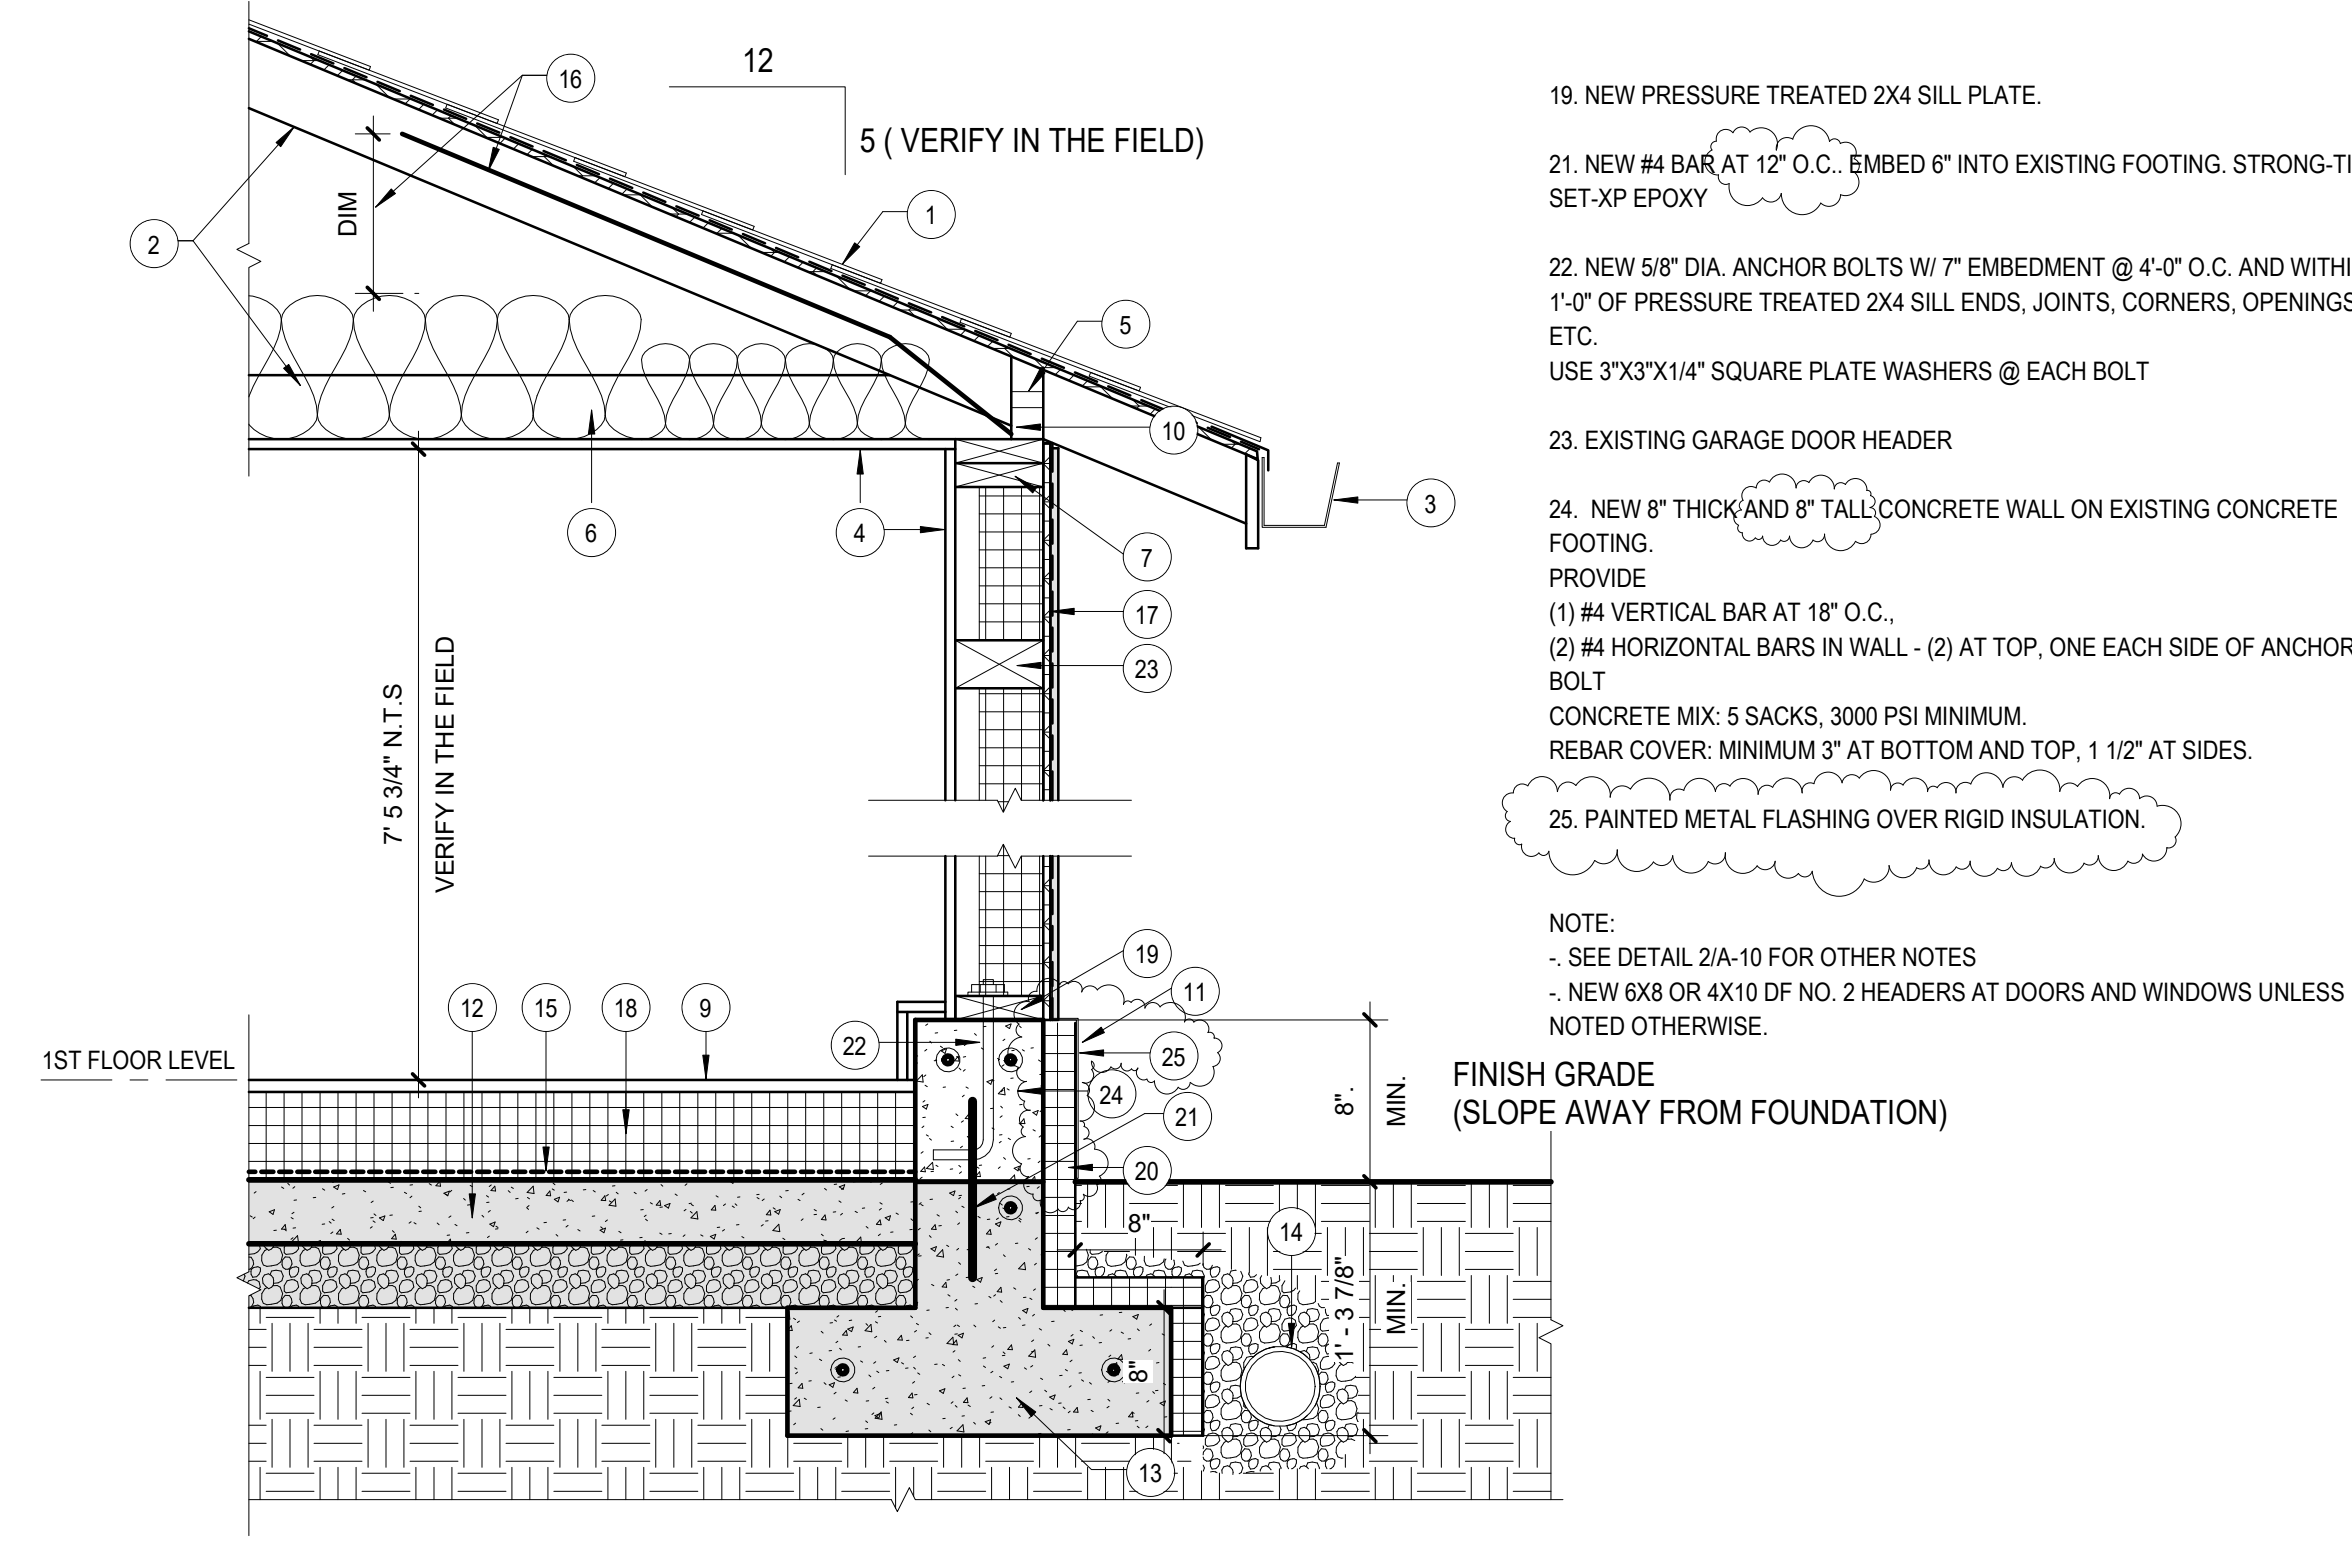 12
5 ( VERIFY IN THE FIELD)
16
1
2
DIM
5
10
3
6
4
7
17
23
7' 5 3/4" N.T.S
VERIFY IN THE FIELD
19
11
12
15
18
9
22
25
24
21
20
1ST FLOOR LEVEL
8".
MIN.
FINISH GRADE
(SLOPE AWAY FROM FOUNDATION)
8"
14
1' - 3 7/8"
MIN.
8"
13
19. NEW PRESSURE TREATED 2X4 SILL PLATE.
21. NEW #4 BAR AT 12" O.C.. EMBED 6" INTO EXISTING FOOTING. STRONG-TI
SET-XP EPOXY
22. NEW 5/8" DIA. ANCHOR BOLTS W/ 7" EMBEDMENT @ 4'-0" O.C. AND WITHI
1'-0" OF PRESSURE TREATED 2X4 SILL ENDS, JOINTS, CORNERS, OPENINGS
ETC.
USE 3"X3"X1/4" SQUARE PLATE WASHERS @ EACH BOLT
23. EXISTING GARAGE DOOR HEADER
24. NEW 8" THICK AND 8" TALL CONCRETE WALL ON EXISTING CONCRETE
FOOTING.
PROVIDE
(1) #4 VERTICAL BAR AT 18" O.C.,
(2) #4 HORIZONTAL BARS IN WALL - (2) AT TOP, ONE EACH SIDE OF ANCHOR
BOLT
CONCRETE MIX: 5 SACKS, 3000 PSI MINIMUM.
REBAR COVER: MINIMUM 3" AT BOTTOM AND TOP, 1 1/2" AT SIDES.
25. PAINTED METAL FLASHING OVER RIGID INSULATION.
NOTE:
-. SEE DETAIL 2/A-10 FOR OTHER NOTES
-. NEW 6X8 OR 4X10 DF NO. 2 HEADERS AT DOORS AND WINDOWS UNLESS
NOTED OTHERWISE.